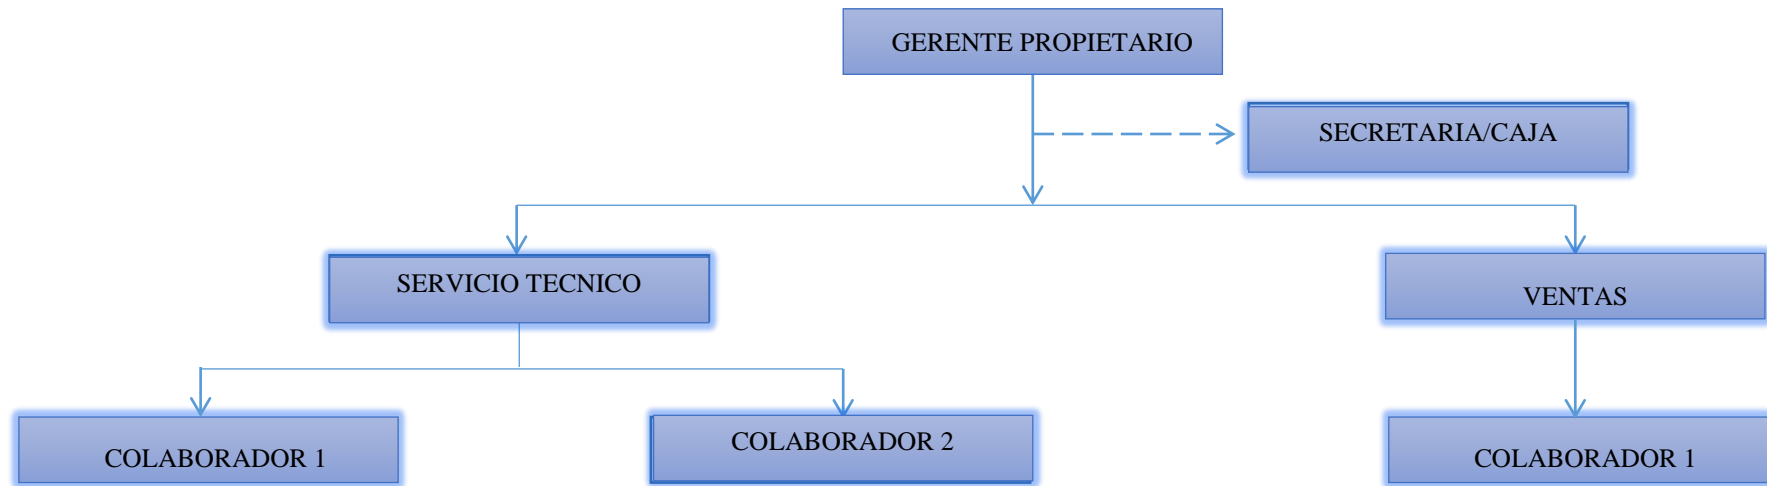 GERENTE PROPIETARIO
SECRETARIA/CAJA
SERVICIO TECNICO
VENTAS
COLABORADOR 1
COLABORADOR 2
COLABORADOR 1